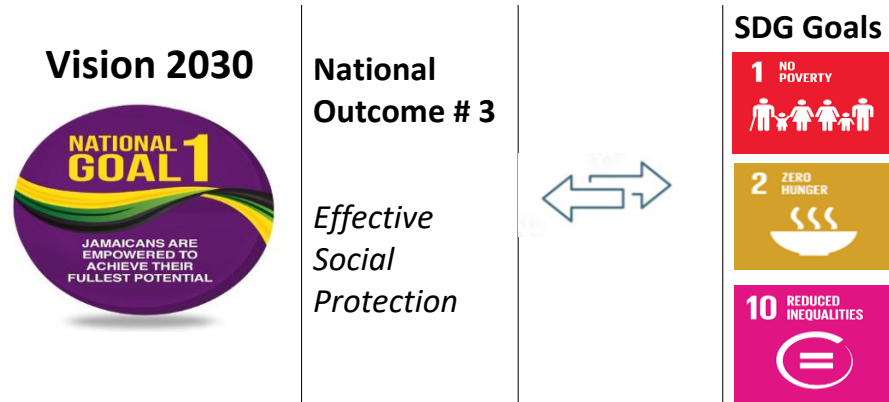 Vision 2030
NATIONAL
GOAL 1
JAMAICANS ARE
EMPOWERED TO
ACHIEVE THEIR
FULLEST POTENTIAL
National
Outcome # 3
Effective
Social
Protection
SDG Goals
1 NO
POVERTY
2 ZERO
HUNGER
10 REDUCED
INEQUALITIES